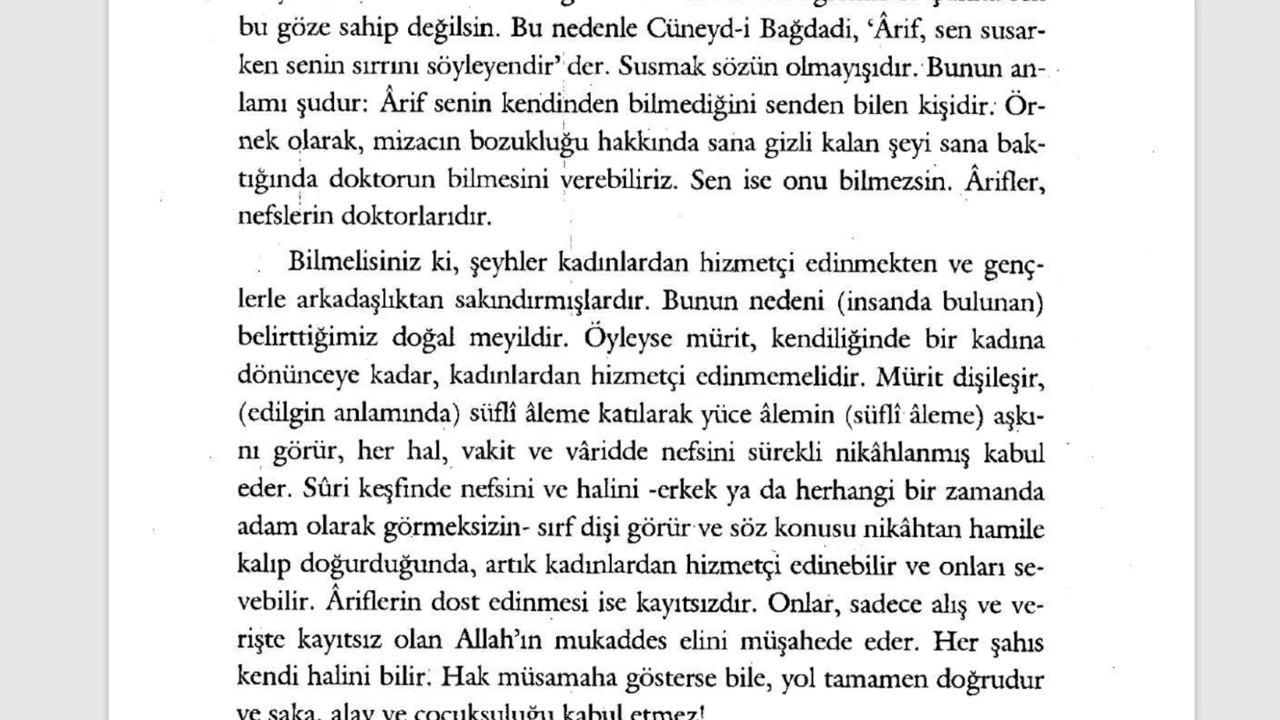 bu göze sahip değilsin. Bu nedenle Cüneyd-i Bağdadi, ‘Ârif, sen susar-
ken senin sırrını söyleyendir’ der. Susmak sözün olmayışıdır. Bunun an-
lamı şudur: Ârif senin kendinden bilmediğini senden bilen kişidir. Ör-
nek olarak, mizacın bozukluğu hakkında sana gizli kalan şeyi sana bak-
tığında doktorun bilmesini verebiliriz. Sen ise onu bilmezsin. Ârifler,
nefslerin doktorlarıdır.
Bilmelisiniz ki, şeyhler kadınlardan hizmetçi edinmekten ve genç-
lerle arkadaşlıktan sakındırmışlardır. Bunun nedeni (insanda bulunan)
belirttiğimiz doğal meyildir. Öyleyse mürit, kendiliğinde bir kadına
dönünceye kadar, kadınlardan hizmetçi edinmemelidir. Mürit dişileşir,
(edilgin anlamında) süflî âleme katılarak yüce âlemin (süflî âleme) aşkı-
nı görür, her hal, vakit ve vâridde nefsini sürekli nikâhlanmış kabul
eder. Sûri keşfinde nefsini ve halini -erkek ya da herhangi bir zamanda
adam olarak görmeksizin- sırf dişi görür ve söz konusu nikâhtan hamile
kalıp doğurduğunda, artık kadınlardan hizmetçi edinebilir ve onları se-
vebilir. Âriflerin dost edinmesi ise kayıtsızdır. Onlar, sadece alış ve ve-
rişte kayıtsız olan Allah’ın mukaddes elini müşahede eder. Her şahıs
kendi halini bilir. Hak müsamaha gösterse bile, yol tamamen doğrudur
ve şaka, alay ve çocuksuluğu kabul etmez!